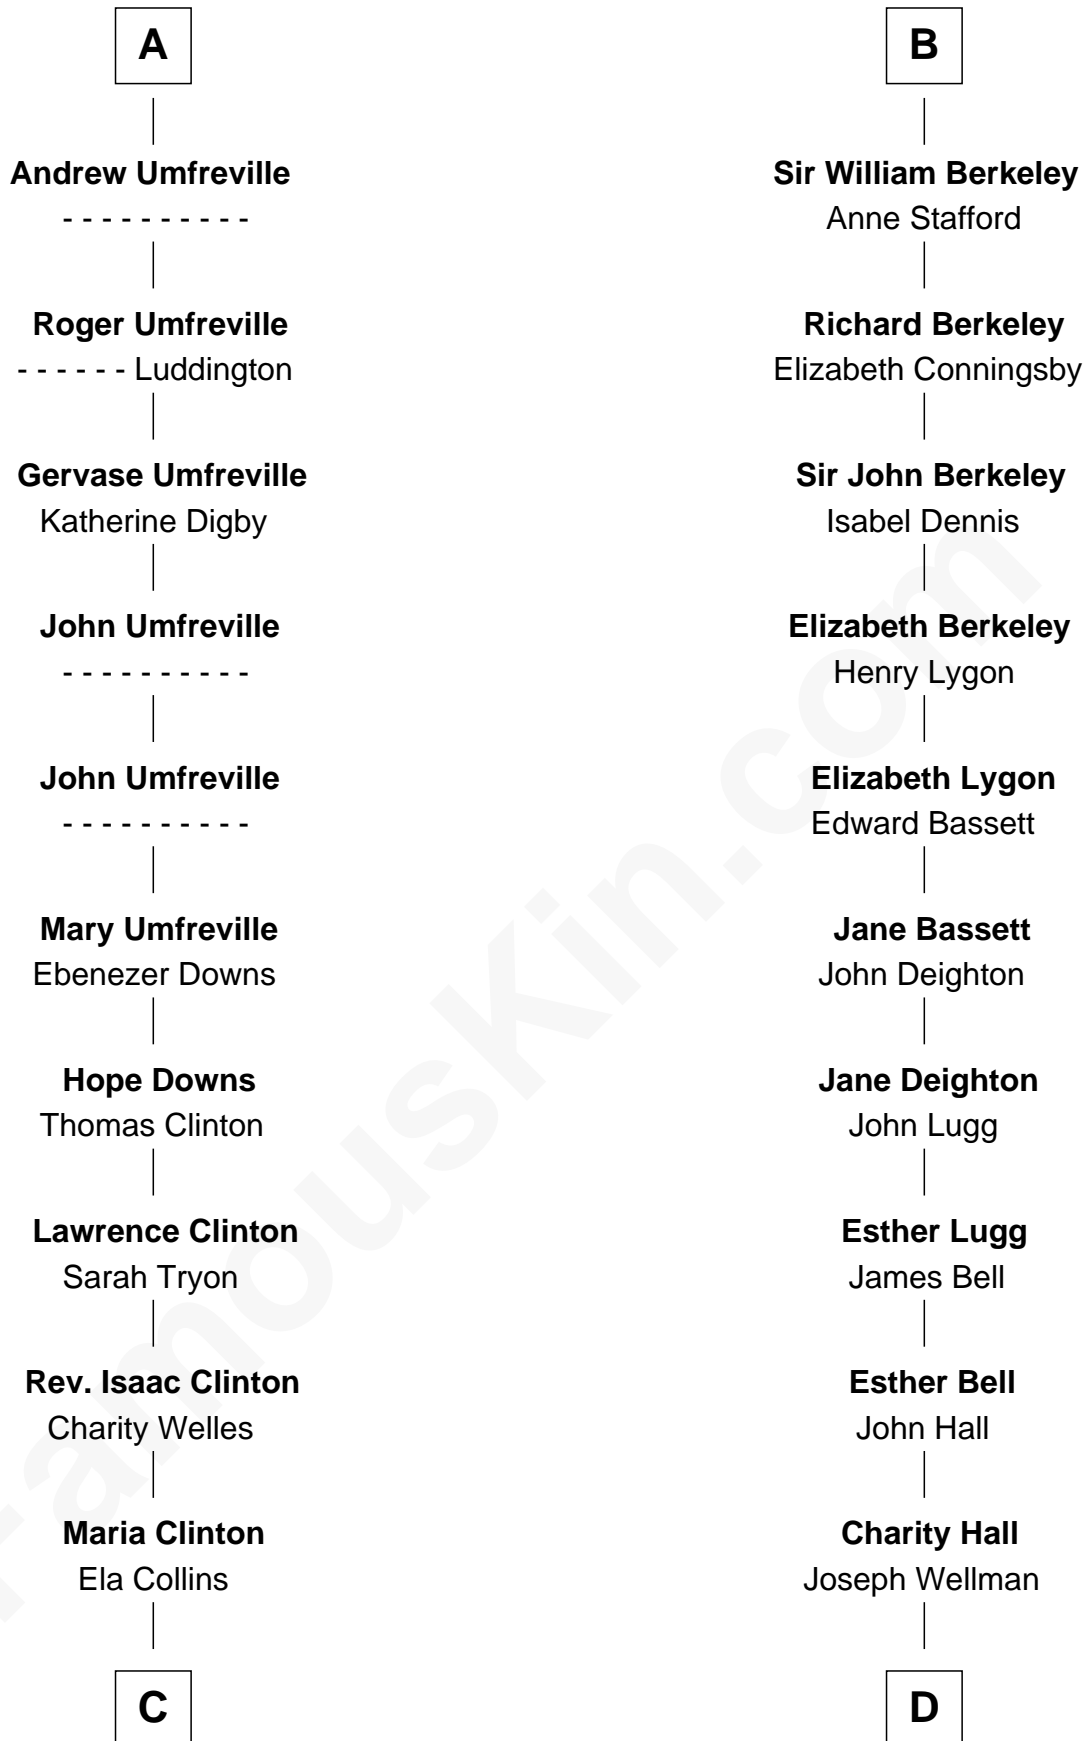 A
Andrew Umfreville
- - - - - - - - - -
Roger Umfreville
- - - - - - Luddington
Gervase Umfreville
Katherine Digby
John Umfreville
- - - - - - - - - -
John Umfreville
- - - - - - - - - -
Mary Umfreville
Ebenezer Downs
Hope Downs
Thomas Clinton
Lawrence Clinton
Sarah Tryon
Rev. Isaac Clinton
Charity Welles
Maria Clinton
Ela Collins
C
B
Sir William Berkeley
Anne Stafford
Richard Berkeley
Elizabeth Conningsby
Sir John Berkeley
Isabel Dennis
Elizabeth Berkeley
Henry Lygon
Elizabeth Lygon
Edward Bassett
Jane Bassett
John Deighton
Jane Deighton
John Lugg
Esther Lugg
James Bell
Esther Bell
John Hall
Charity Hall
Joseph Wellman
D
FamousKin.com